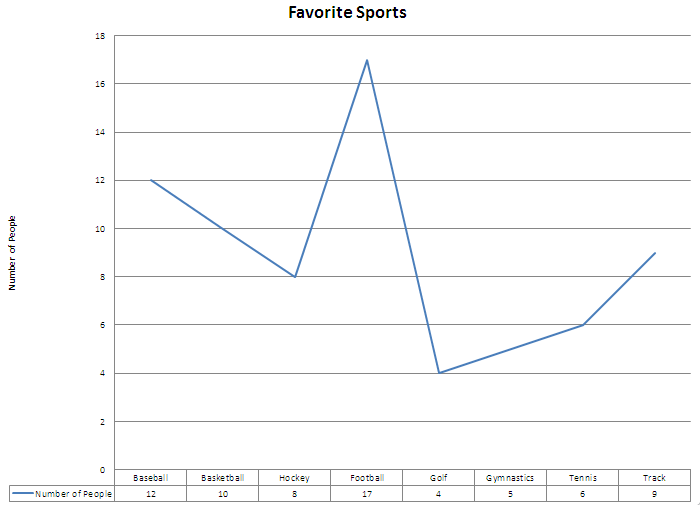 Favorite Sports
18
16
14
12
10
8
6
4
2
0
Number of People
Baseball Basketball Hockey Football Golf Gymnastics Tennis Track
Number of People 12 10 8 17 4 5 6 9